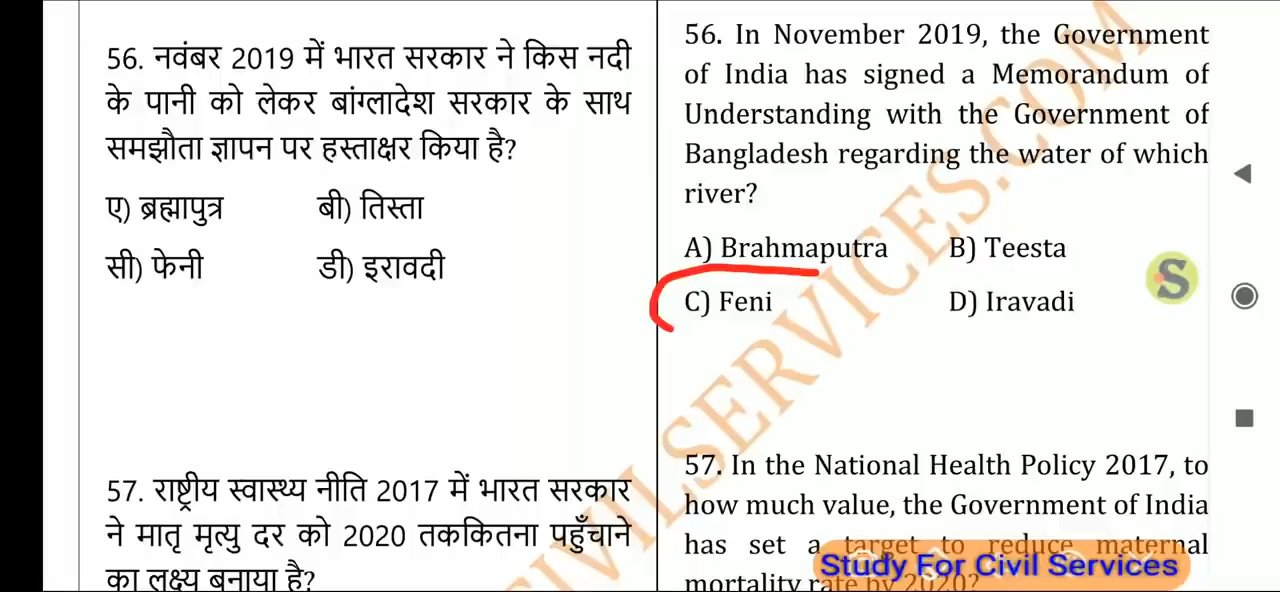 56. नवंबर 2019 में भारत सरकार ने किस नदी
के पानी को लेकर बांग्लादेश सरकार के साथ
समझौता ज्ञापन पर हस्ताक्षर किया है?
ए) ब्रह्मापुत्र बी) तिस्ता
सी) फेनी डी) इरावदी
57. राष्ट्रीय स्वास्थ्य नीति 2017 में भारत सरकार
ने मातृ मृत्यु दर को 2020 तककितना पहुँचाने
का लक्ष्य बनाया है?
56. In November 2019, the Government
of India has signed a Memorandum of
Understanding with the Government of
Bangladesh regarding the water of which
river?
A) Brahmaputra B) Teesta
C) Feni D) Iravadi
57. In the National Health Policy 2017, to
how much value, the Government of India
has set a target to reduce maternal
mortality rate by 2020?
CIVILSERVICES.COM
S
Study For Civil Services